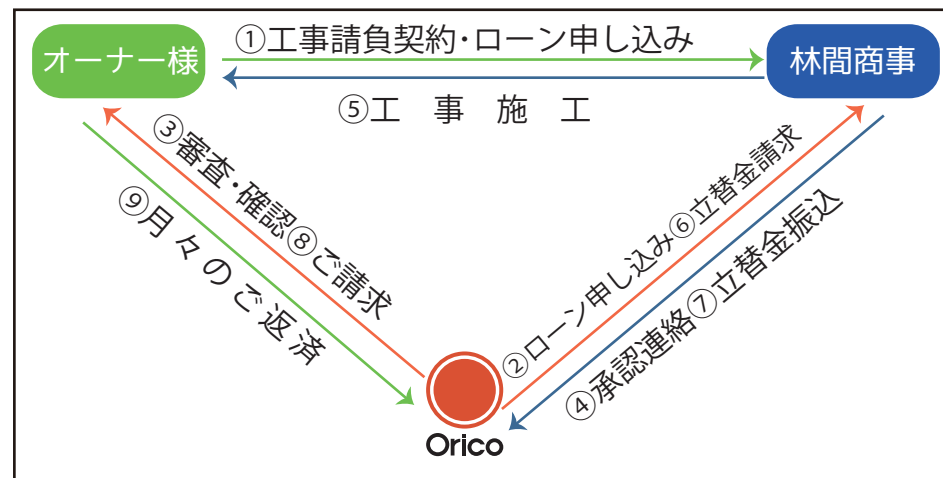 ①工事請負契約・ローン申し込み
オーナー様
林間商事
⑤工事施工
③審査・確認⑧ご請求
⑨月々のご返済
②ローン申し込み⑥立替金請求
④承認連絡⑦立替金振込
Orico